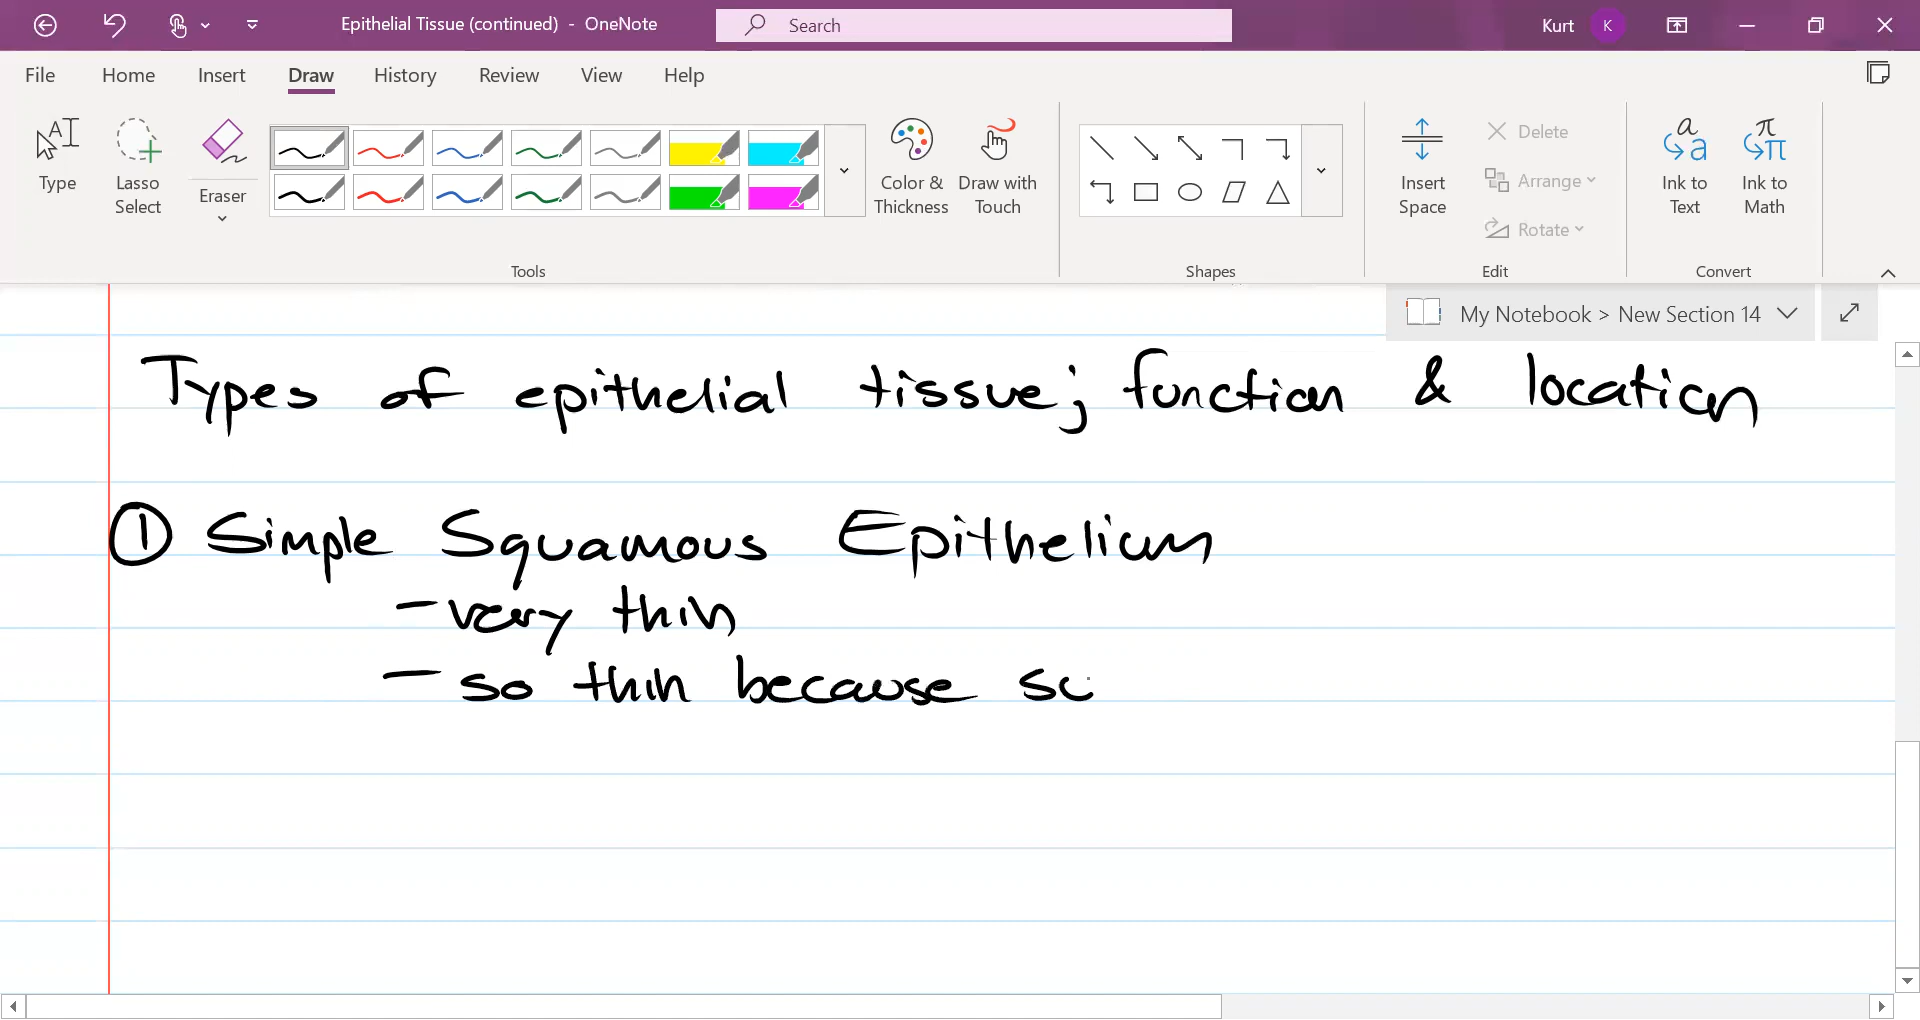 Epithelial Tissue (continued) - OneNote
Search
Kurt K
File Home Insert Draw History Review View Help
Type
Lasso Select
Eraser
Color & Thickness
Draw with Touch
Insert Space
Delete
Arrange
Rotate
Ink to Text
Ink to Math
Tools Shapes Edit Convert
My Notebook > New Section 14
Types of epithelial tissue; function & location
① Simple Squamous Epithelium
- very thin
- so thin because